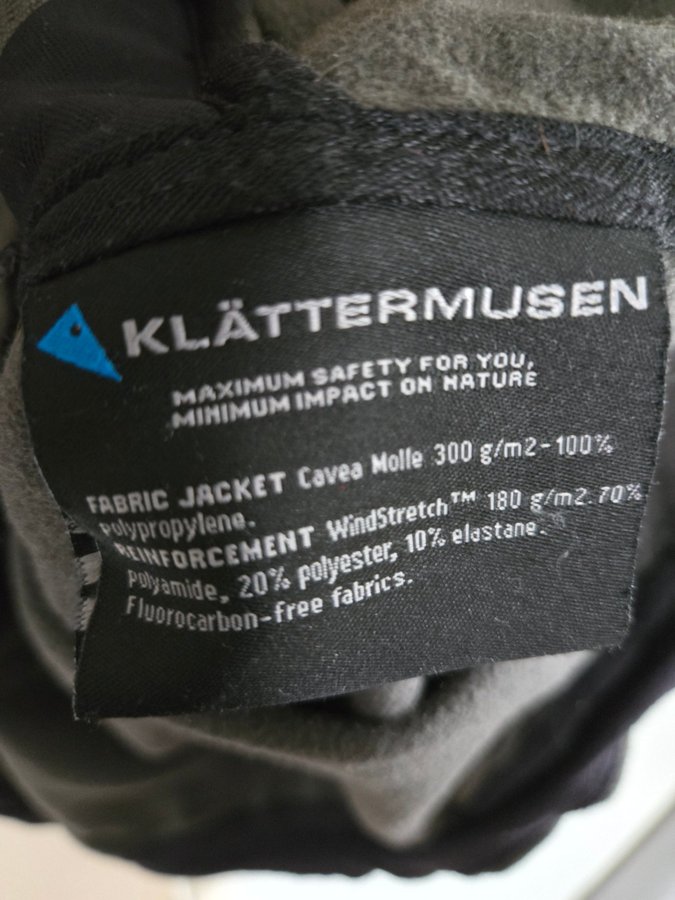 KLÄTTERMUSEN
MAXIMUM SAFETY FOR YOU,
MINIMUM IMPACT ON NATURE
FABRIC JACKET Cavea Molle 300 g/m2-100%
polypropylene.
REINFORCEMENT WindStretch™ 180 g/m2. 70%
Polyamide, 20% polyester, 10% elastane.
Fluorocarbon-free fabrics.